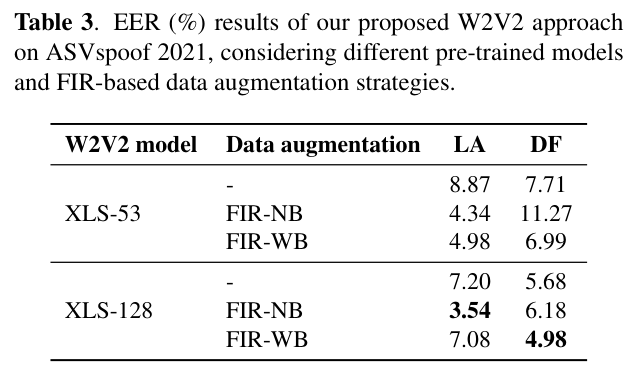 Table 3. EER (%) results of our proposed W2V2 approach
on ASVspoof 2021, considering different pre-trained models
and FIR-based data augmentation strategies.
W2V2 model Data augmentation LA DF
- 8.87 7.71
XLS-53 FIR-NB 4.34 11.27
FIR-WB 4.98 6.99
- 7.20 5.68
XLS-128 FIR-NB 3.54 6.18
FIR-WB 7.08 4.98